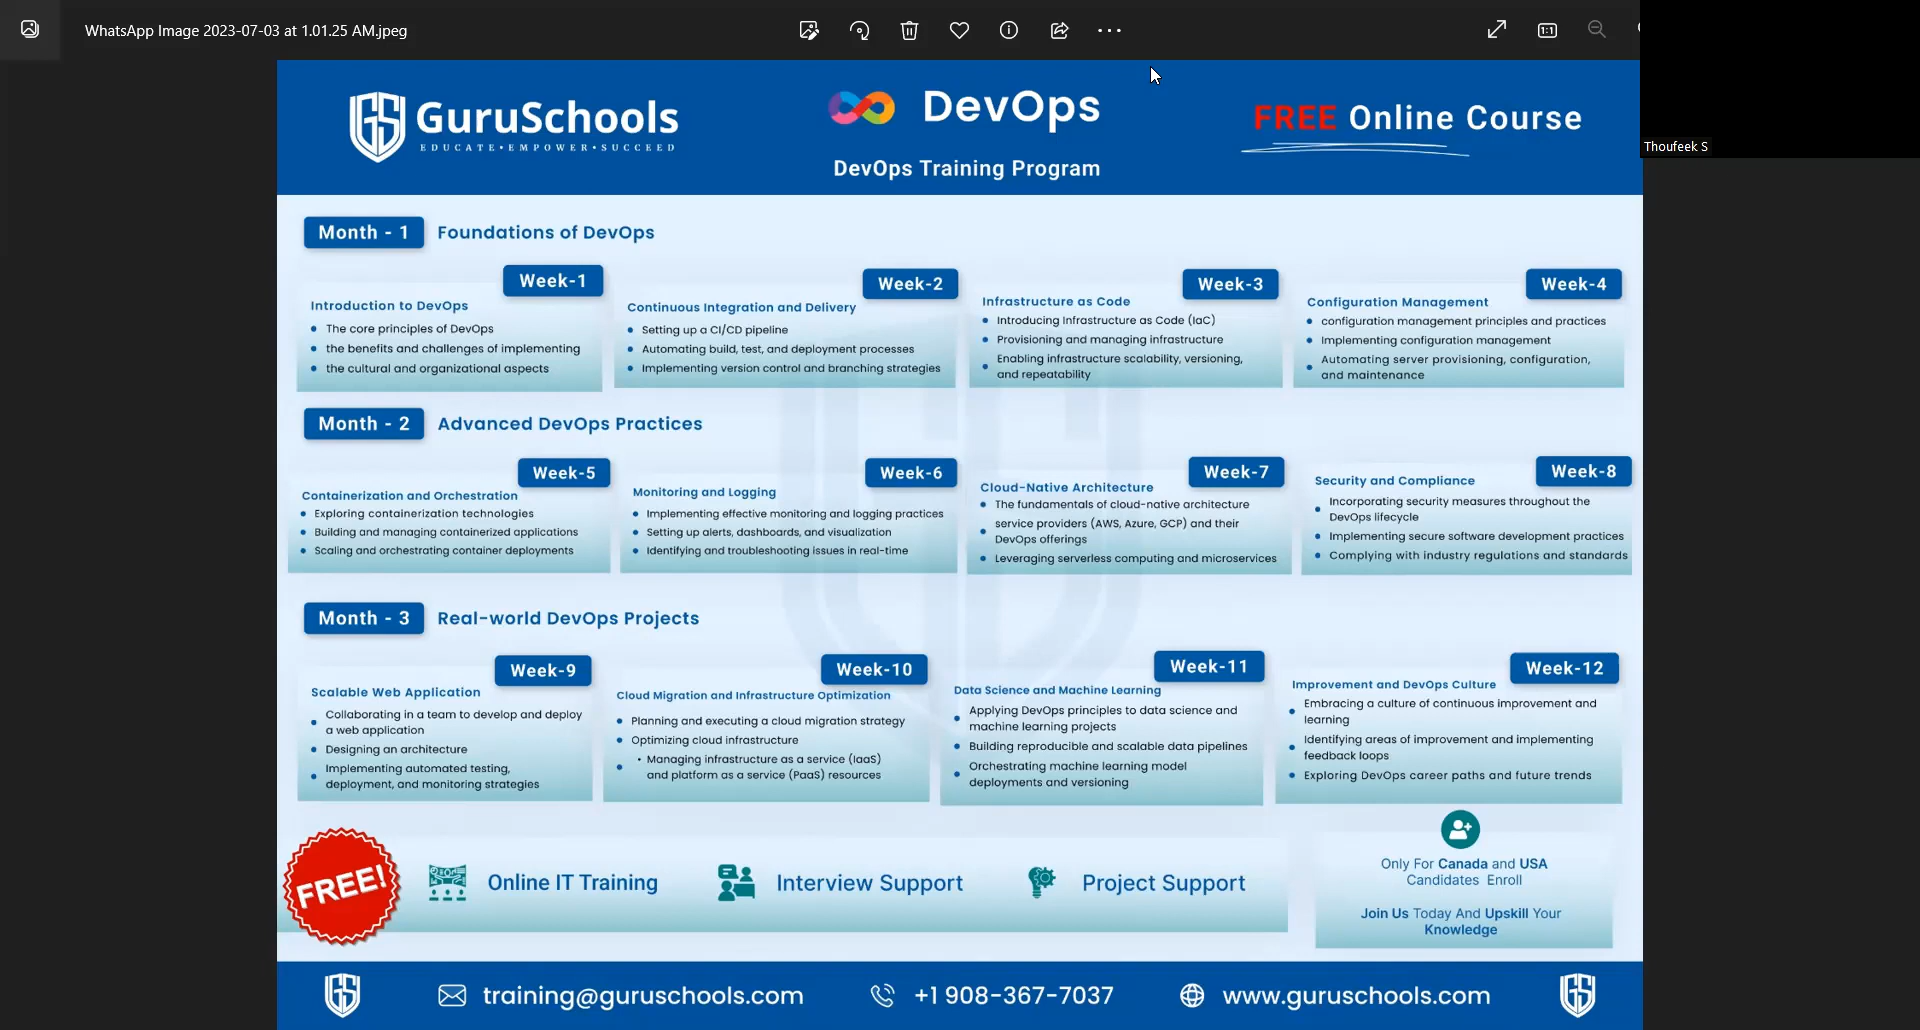 WhatsApp Image 2023-07-03 at 1.01.25 AM.jpeg
1:1
Thoufeek S
GS GuruSchools
EDUCATE•EMPOWER•SUCCEED
DevOps
DevOps Training Program
FREE Online Course
Month - 1 Foundations of DevOps
Week-1
Introduction to DevOps
• The core principles of DevOps
• the benefits and challenges of implementing
• the cultural and organizational aspects
Week-2
Continuous Integration and Delivery
• Setting up a CI/CD pipeline
• Automating build, test, and deployment processes
• Implementing version control and branching strategies
Week-3
Infrastructure as Code
• Introducing Infrastructure as Code (IaC)
• Provisioning and managing infrastructure
• Enabling infrastructure scalability, versioning,
and repeatability
Week-4
Configuration Management
• configuration management principles and practices
• Implementing configuration management
• Automating server provisioning, configuration,
and maintenance
Month - 2 Advanced DevOps Practices
Week-5
Containerization and Orchestration
• Exploring containerization technologies
• Building and managing containerized applications
• Scaling and orchestrating container deployments
Week-6
Monitoring and Logging
• Implementing effective monitoring and logging practices
• Setting up alerts, dashboards, and visualization
• Identifying and troubleshooting issues in real-time
Week-7
Cloud-Native Architecture
• The fundamentals of cloud-native architecture
• service providers (AWS, Azure, GCP) and their
DevOps offerings
• Leveraging serverless computing and microservices
Week-8
Security and Compliance
• Incorporating security measures throughout the
DevOps lifecycle
• Implementing secure software development practices
• Complying with industry regulations and standards
Month - 3 Real-world DevOps Projects
Week-9
Scalable Web Application
• Collaborating in a team to develop and deploy
a web application
• Designing an architecture
• Implementing automated testing,
deployment, and monitoring strategies
Week-10
Cloud Migration and Infrastructure Optimization
• Planning and executing a cloud migration strategy
• Optimizing cloud infrastructure
• • Managing infrastructure as a service (IaaS)
and platform as a service (PaaS) resources
Week-11
Data Science and Machine Learning
• Applying DevOps principles to data science and
machine learning projects
• Building reproducible and scalable data pipelines
• Orchestrating machine learning model
deployments and versioning
Week-12
Improvement and DevOps Culture
• Embracing a culture of continuous improvement and
learning
• Identifying areas of improvement and implementing
feedback loops
• Exploring DevOps career paths and future trends
FREE!
Online IT Training
Interview Support
Project Support
Only For Canada and USA
Candidates Enroll
Join Us Today And Upskill Your
Knowledge
GS
training@guruschools.com
+1 908-367-7037
www.guruschools.com
GS